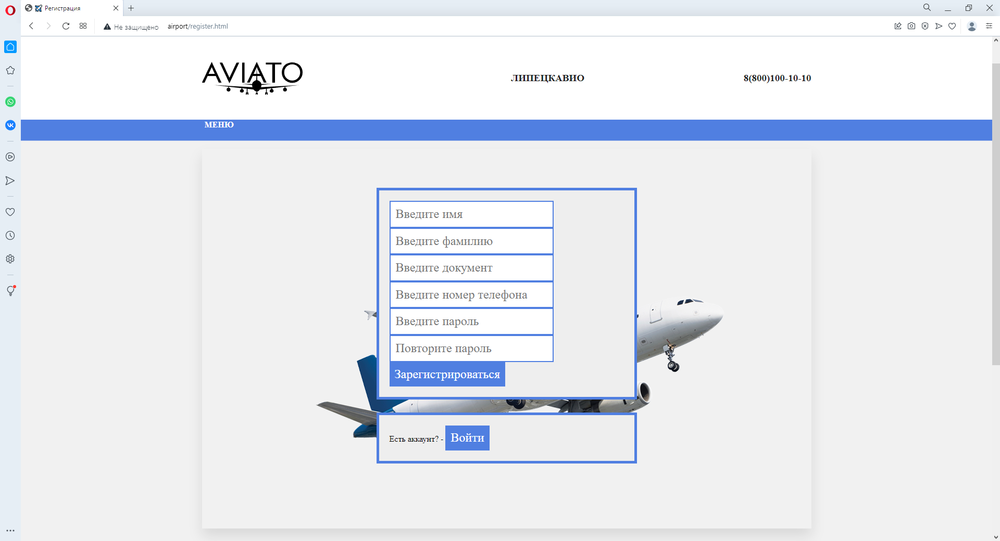 Регистрация
Не защищено airport/register.html
AVIATO
ЛИПЕЦКАВИО
8(800)100-10-10
МЕНЮ
Введите имя
Введите фамилию
Введите документ
Введите номер телефона
Введите пароль
Повторите пароль
Зарегистрироваться
Есть аккаунт? - Войти